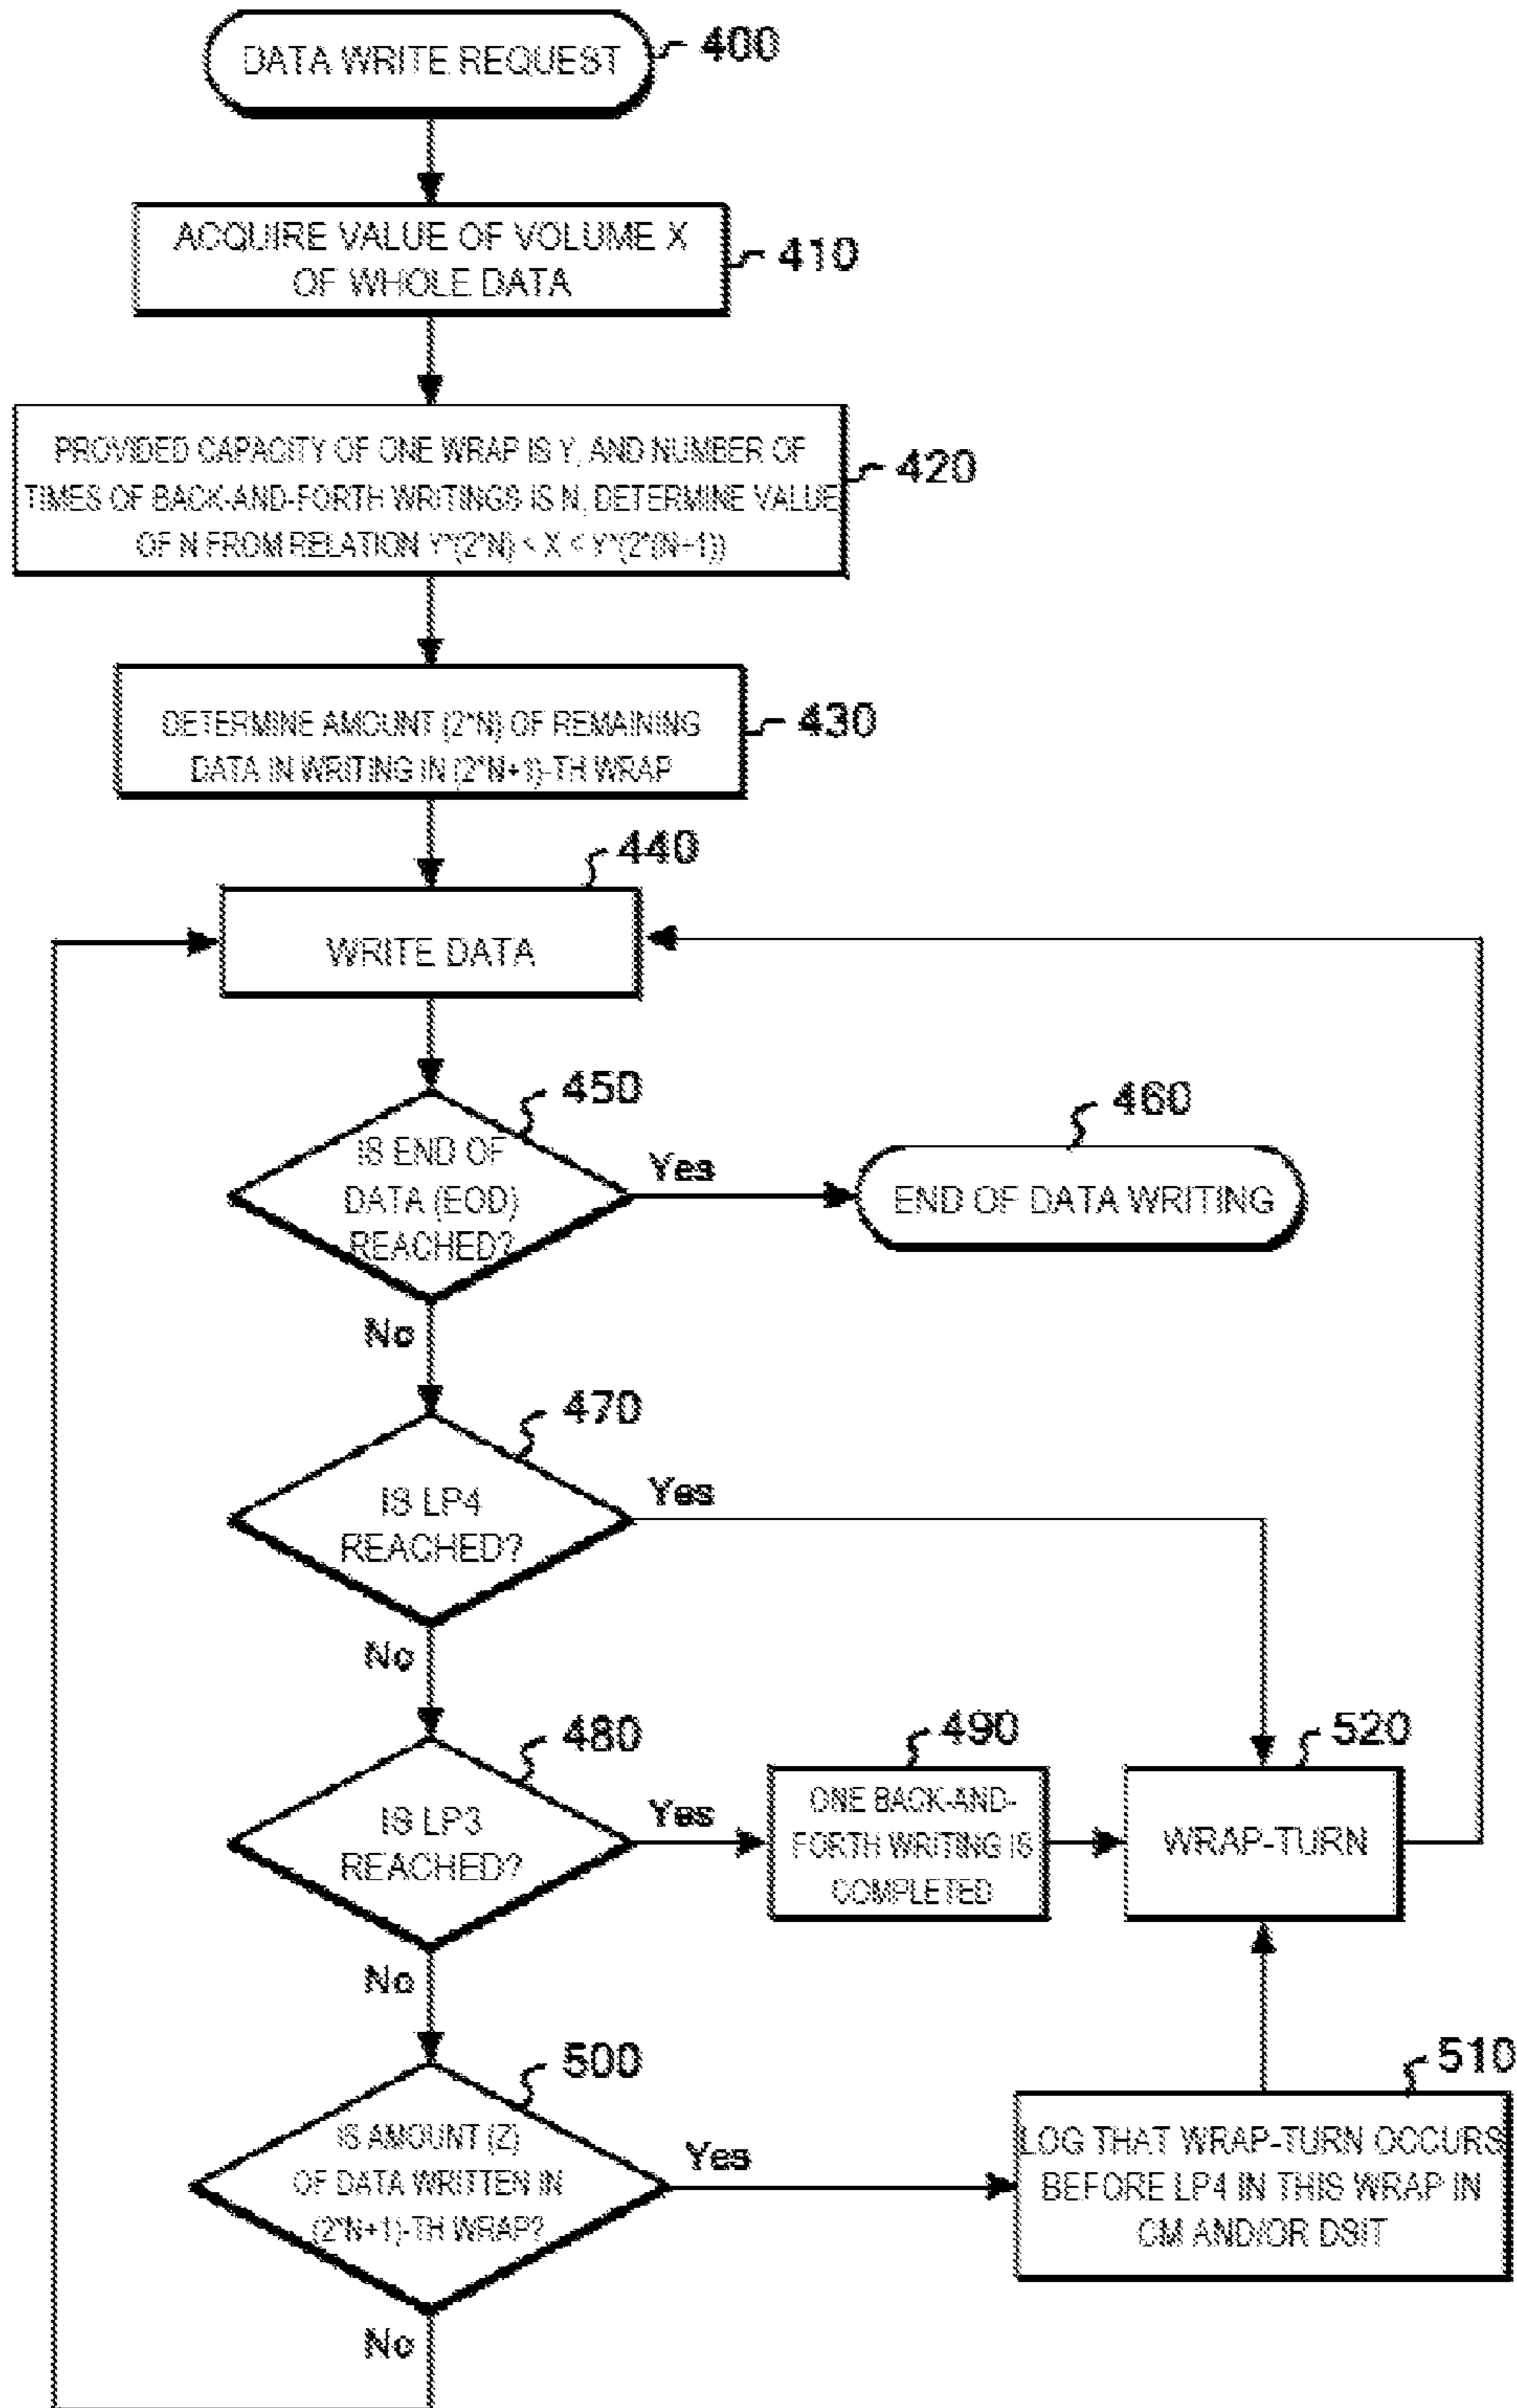 DATA WRITE REQUEST
400
ACQUIRE VALUE OF VOLUME X
OF WHOLE DATA
410
PROVIDED CAPACITY OF ONE WRAP IS Y, AND NUMBER OF
TIMES OF BACK-AND-FORTH WRITINGS IS N, DETERMINE VALUE
OF N FROM RELATION Y*(2*N) < X ≤ Y*(2*(N+1))
420
DETERMINE AMOUNT (2*N) OF REMAINING
DATA IN WRITING IN (2*N+1)-TH WRAP
430
440
WRITE DATA
450
IS END OF
DATA (EOD)
REACHED?
Yes
460
END OF DATA WRITING
No
470
IS LP4
REACHED?
Yes
No
480
IS LP3
REACHED?
Yes
490
ONE BACK-AND-
FORTH WRITING IS
COMPLETED
520
WRAP-TURN
No
500
IS AMOUNT (Z)
OF DATA WRITTEN IN
(2*N+1)-TH WRAP?
Yes
510
LOG THAT WRAP-TURN OCCURS
BEFORE LP4 IN THIS WRAP IN
CM AND/OR DSIT
No